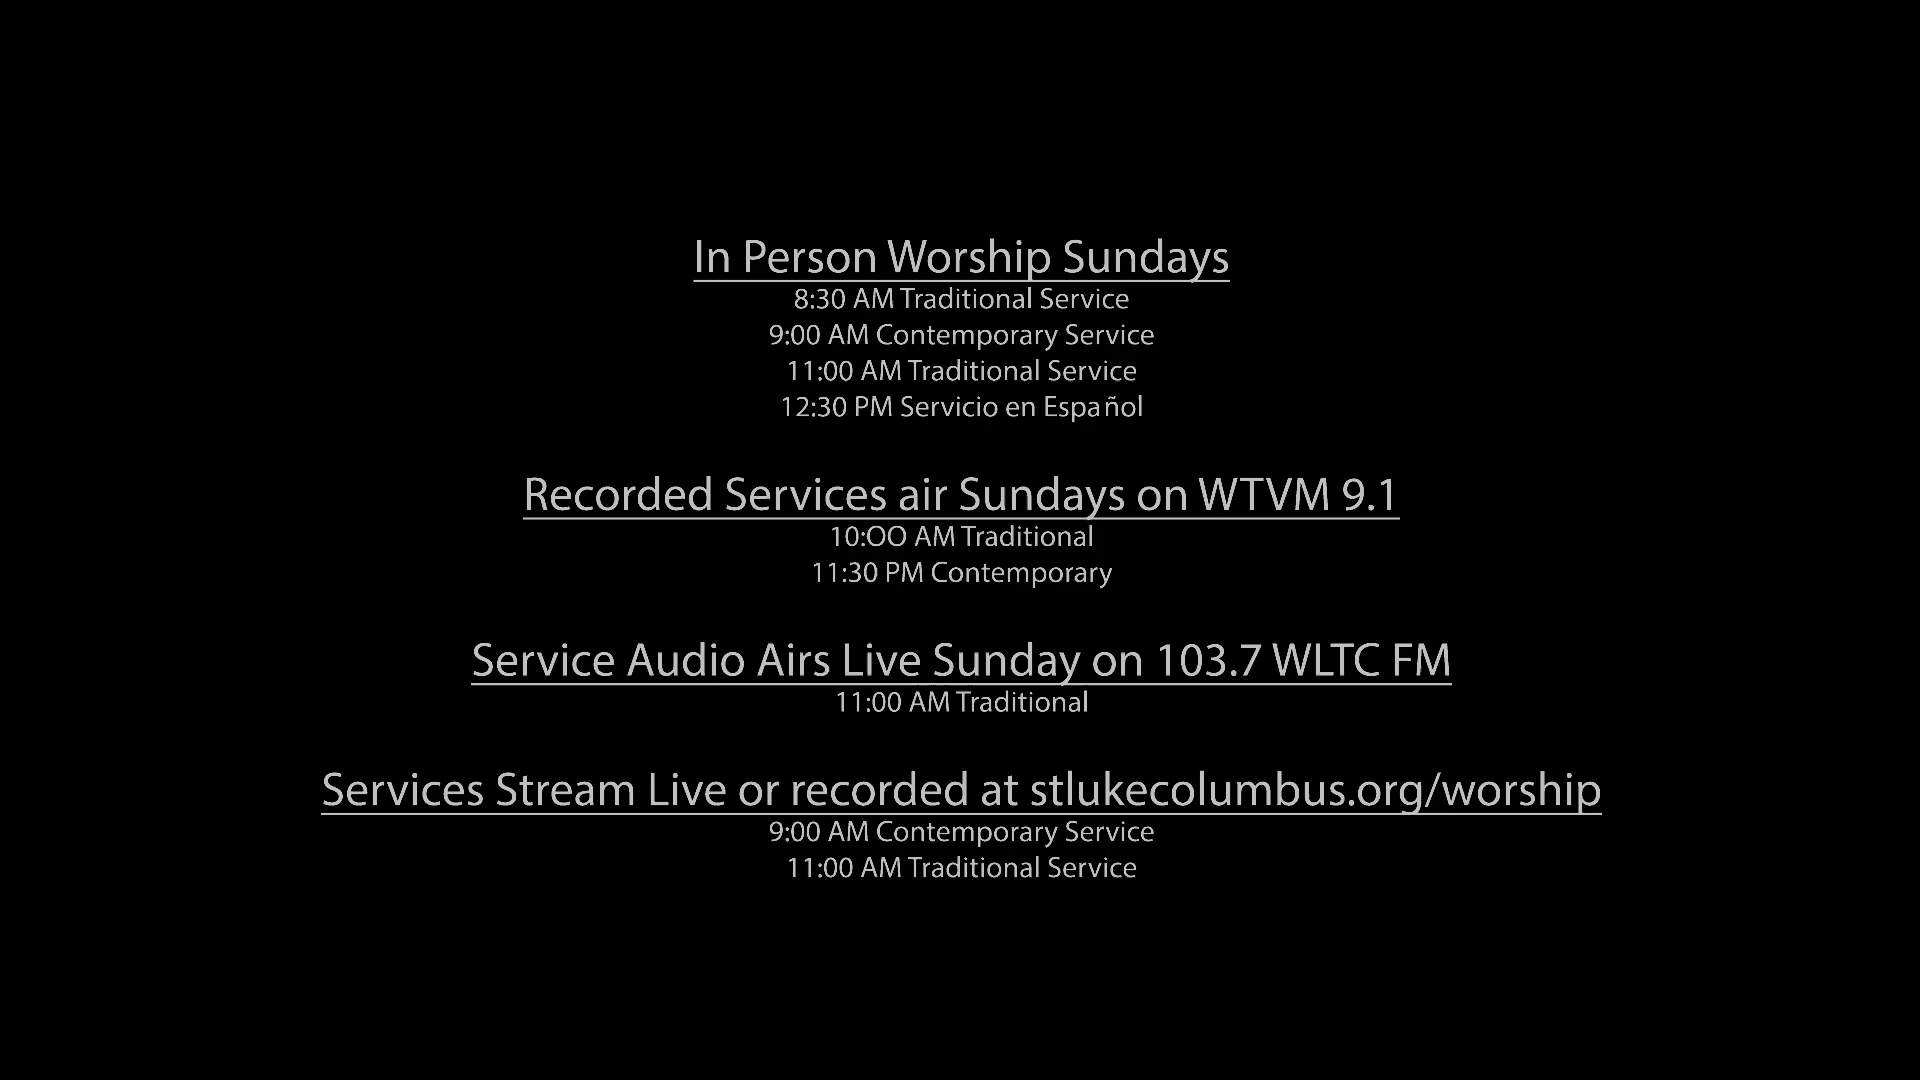 In Person Worship Sundays
8:30 AM Traditional Service
9:00 AM Contemporary Service
11:00 AM Traditional Service
12:30 PM Servicio en Español
Recorded Services air Sundays on WTVM 9.1
10:OO AM Traditional
11:30 PM Contemporary
Service Audio Airs Live Sunday on 103.7 WLTC FM
11:00 AM Traditional
Services Stream Live or recorded at stlukecolumbus.org/worship
9:00 AM Contemporary Service
11:00 AM Traditional Service